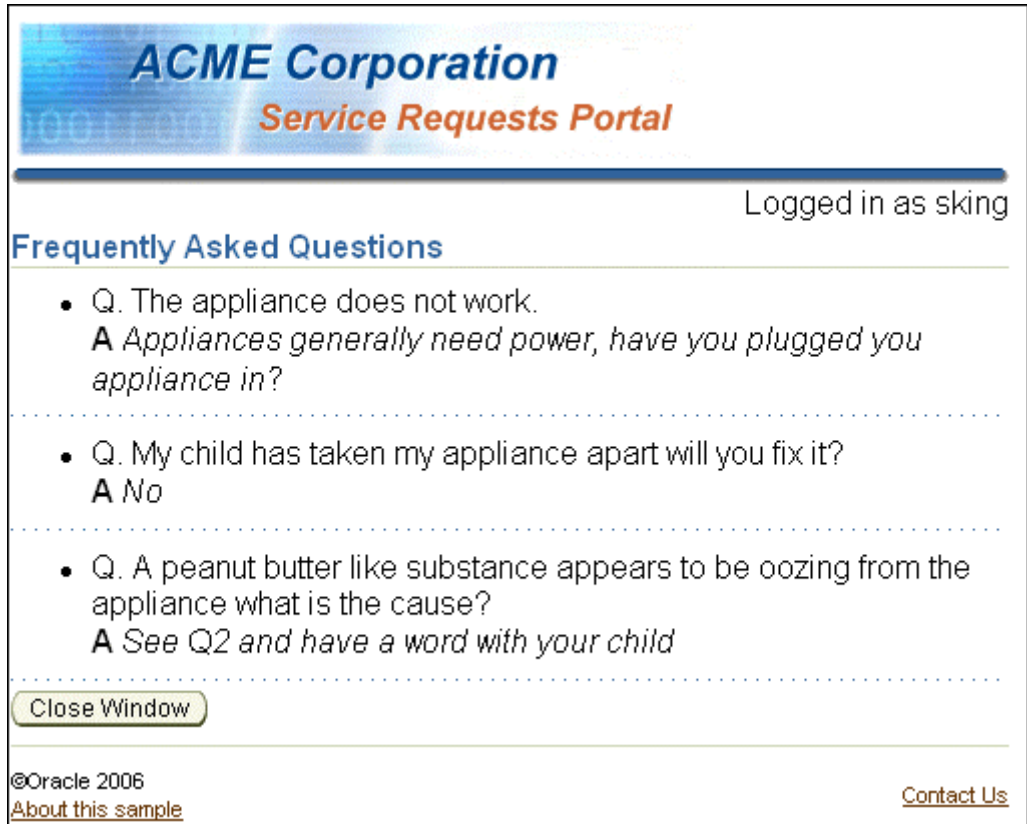 ACME Corporation
Service Requests Portal
Logged in as sking
Frequently Asked Questions
• Q. The appliance does not work.
A Appliances generally need power, have you plugged you
appliance in?
• Q. My child has taken my appliance apart will you fix it?
A No
• Q. A peanut butter like substance appears to be oozing from the
appliance what is the cause?
A See Q2 and have a word with your child
Close Window
©Oracle 2006
About this sample
Contact Us